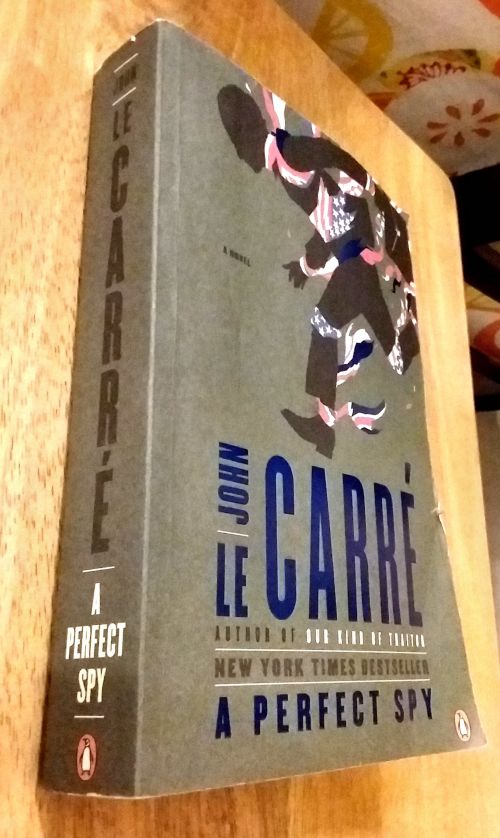 JOHN LE CARRÉ
A
PERFECT
SPY
A NOVEL
JOHN
LE CARRÉ
AUTHOR OF OUR KIND OF TRAITOR
NEW YORK TIMES BESTSELLER
A PERFECT SPY